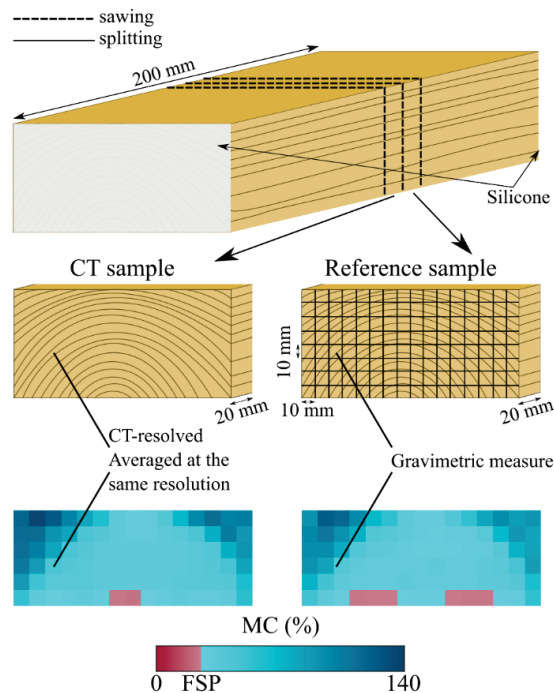 sawing
splitting
200 mm
Silicone
CT sample
Reference sample
10 mm
20 mm
10 mm
20 mm
CT-resolved
Averaged at the
same resolution
Gravimetric measure
MC (%)
0 FSP 140